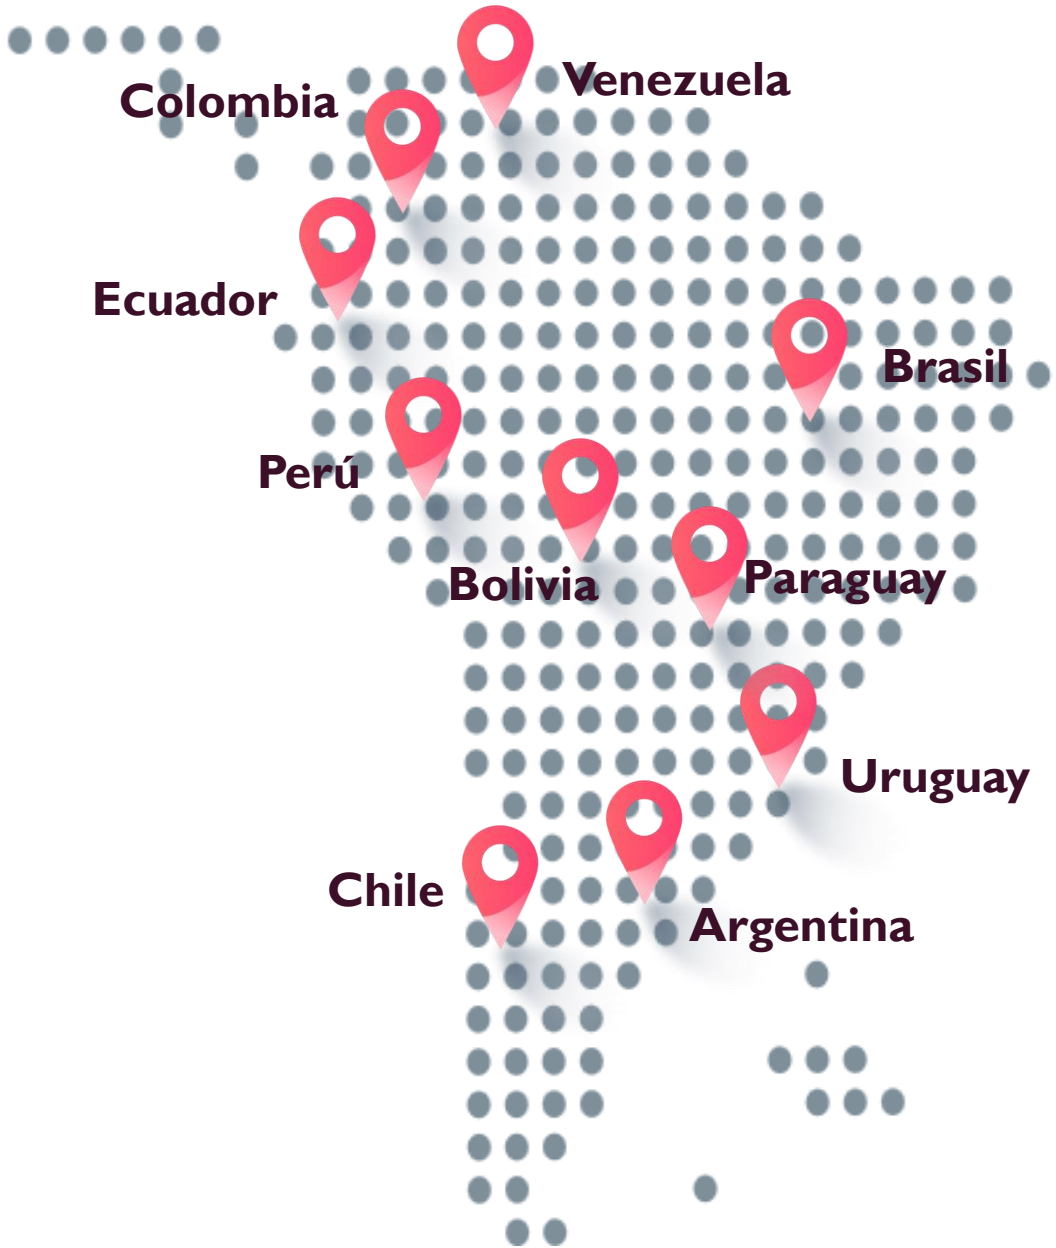 Venezuela
Colombia
Ecuador
Brasil
Perú
Bolivia
Paraguay
Uruguay
Chile
Argentina